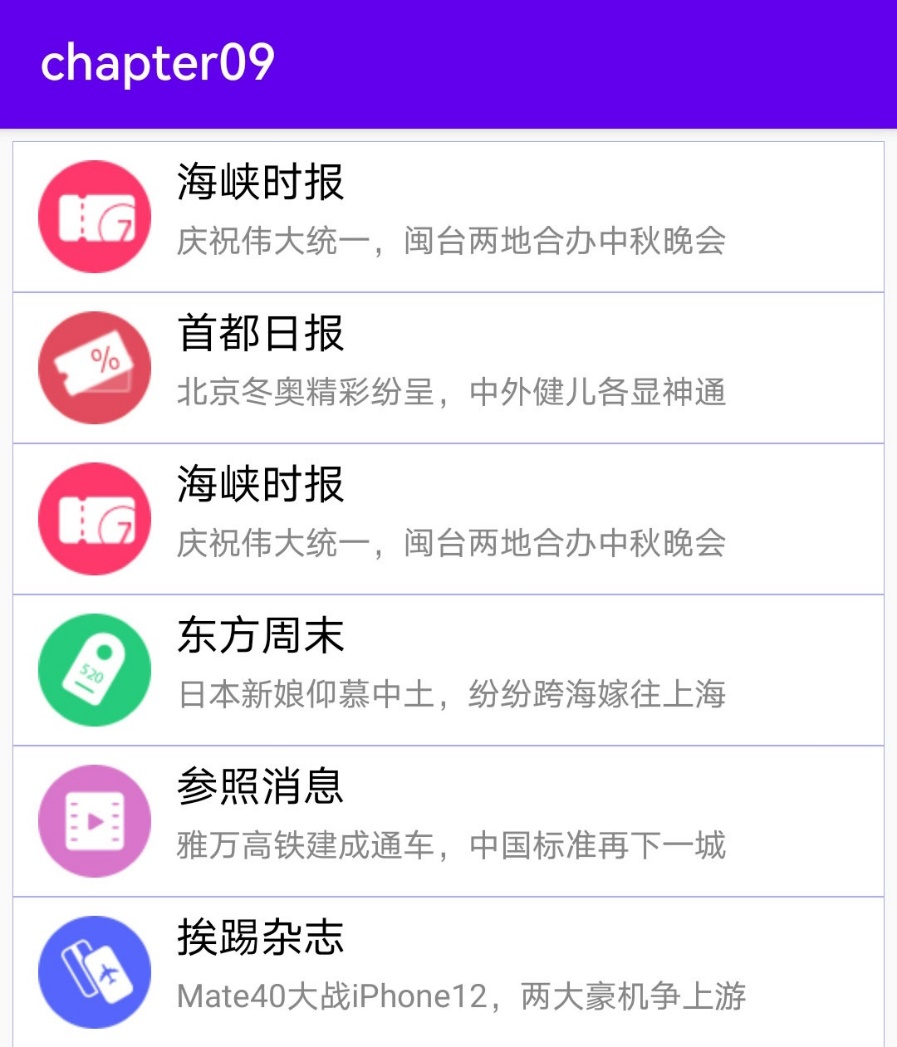 chapter09
海峡时报
庆祝伟大统一，闽台两地合办中秋晚会
首都日报
北京冬奥精彩纷呈，中外健儿各显神通
海峡时报
庆祝伟大统一，闽台两地合办中秋晚会
东方周末
日本新娘仰慕中土，纷纷跨海嫁往上海
参照消息
雅万高铁建成通车，中国标准再下一城
挨踢杂志
Mate40大战iPhone12，两大豪机争上游
7
%
7
520